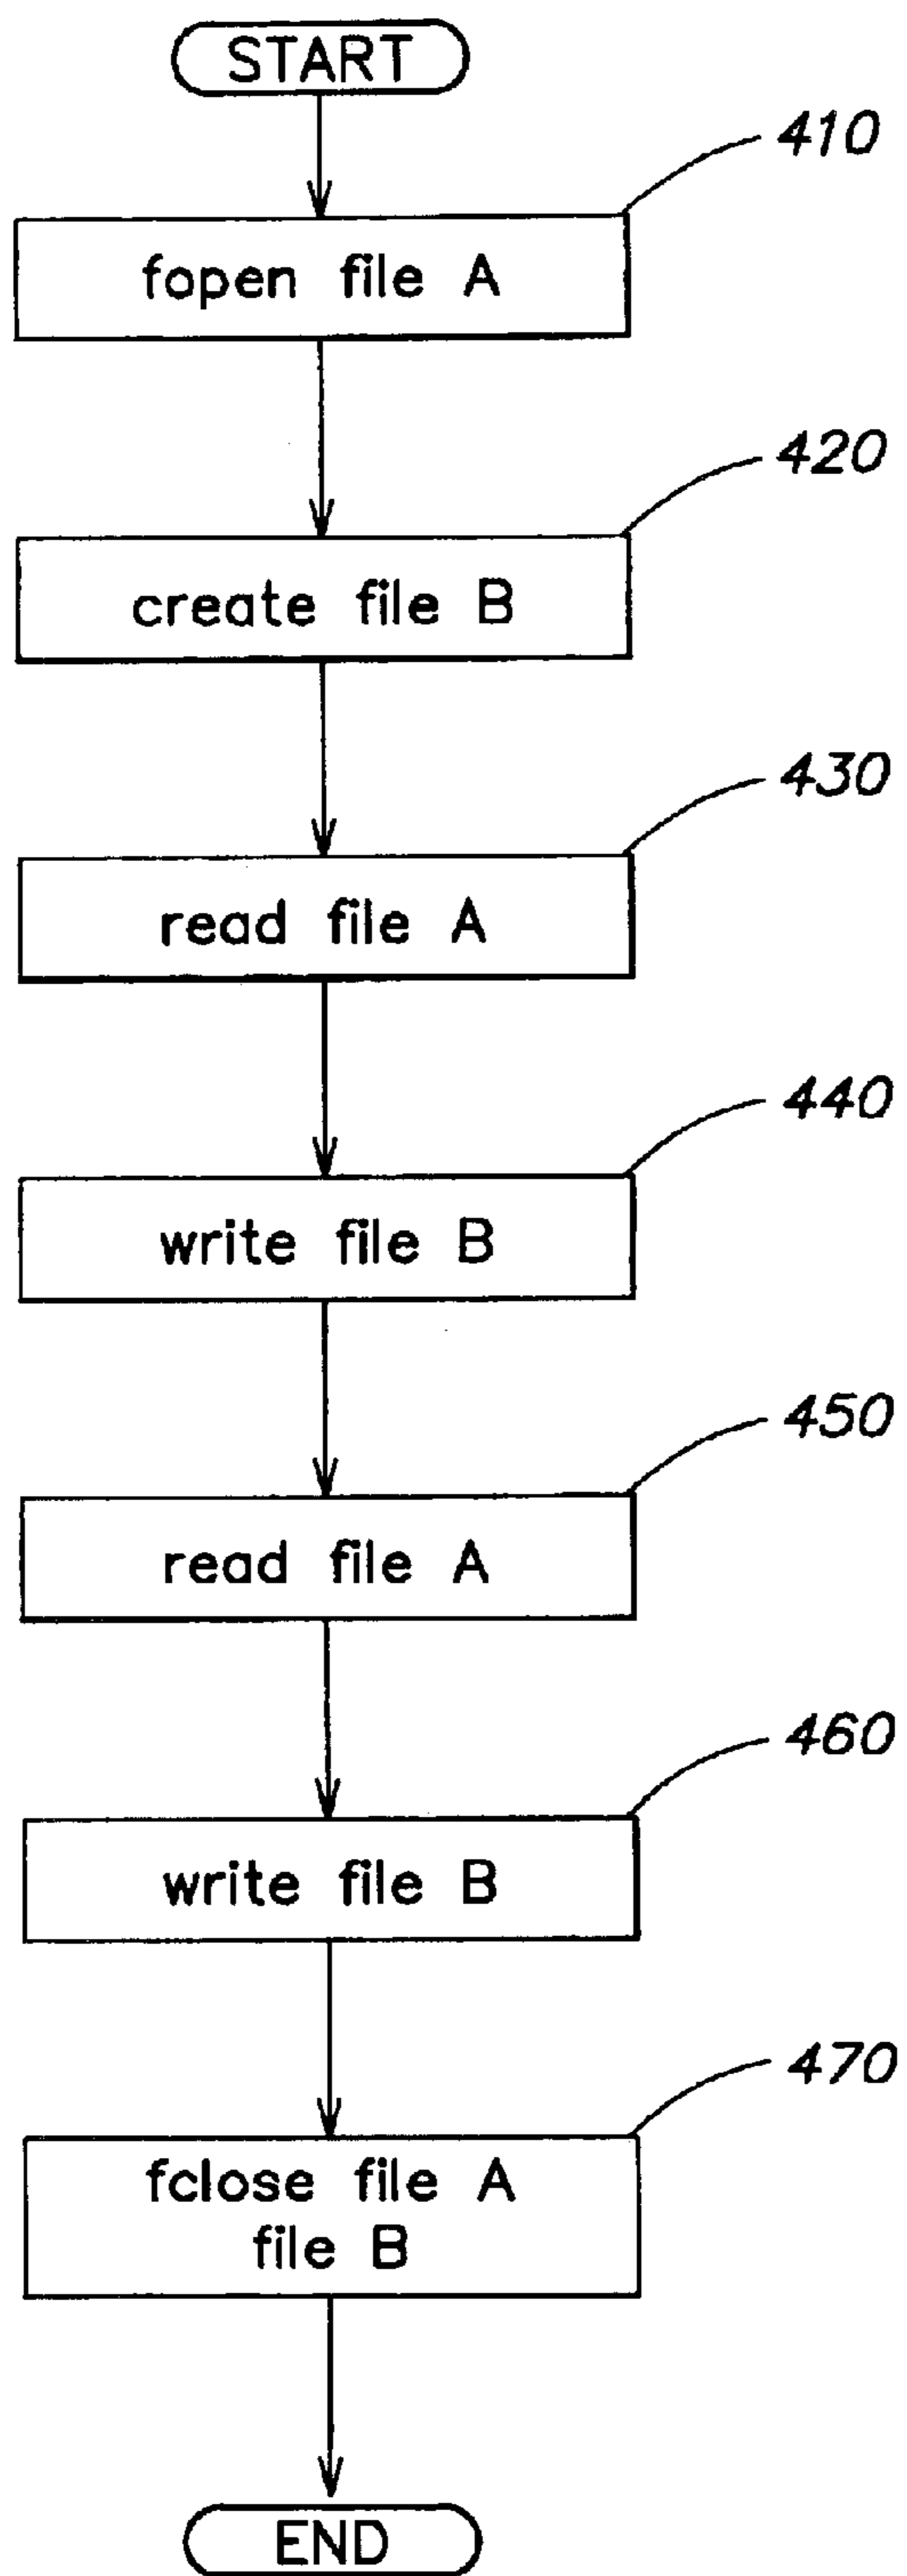 START
410
fopen file A
420
create file B
430
read file A
440
write file B
450
read file A
460
write file B
470
fclose file A
file B
END